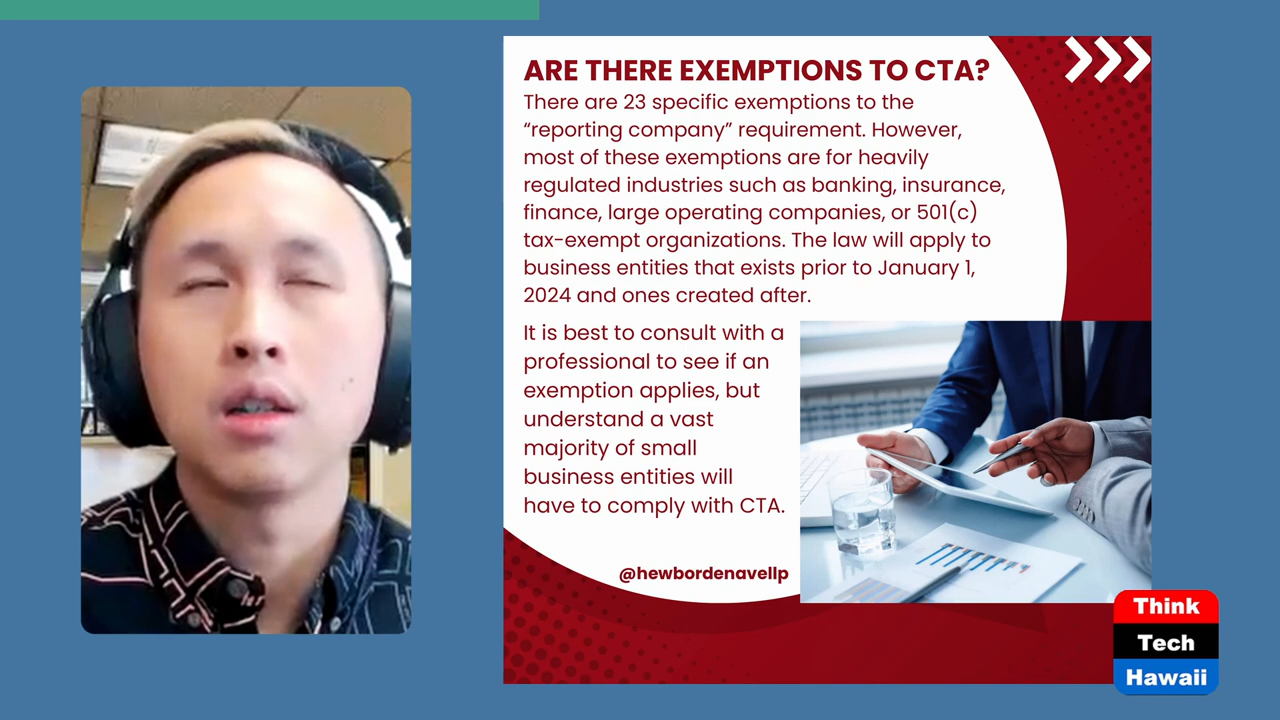 ARE THERE EXEMPTIONS TO CTA?
There are 23 specific exemptions to the
“reporting company” requirement. However,
most of these exemptions are for heavily
regulated industries such as banking, insurance,
finance, large operating companies, or 501(c)
tax-exempt organizations. The law will apply to
business entities that exists prior to January 1,
2024 and ones created after.
It is best to consult with a
professional to see if an
exemption applies, but
understand a vast
majority of small
business entities will
have to comply with CTA.
@hewbordenavellp
Think
Tech
Hawaii